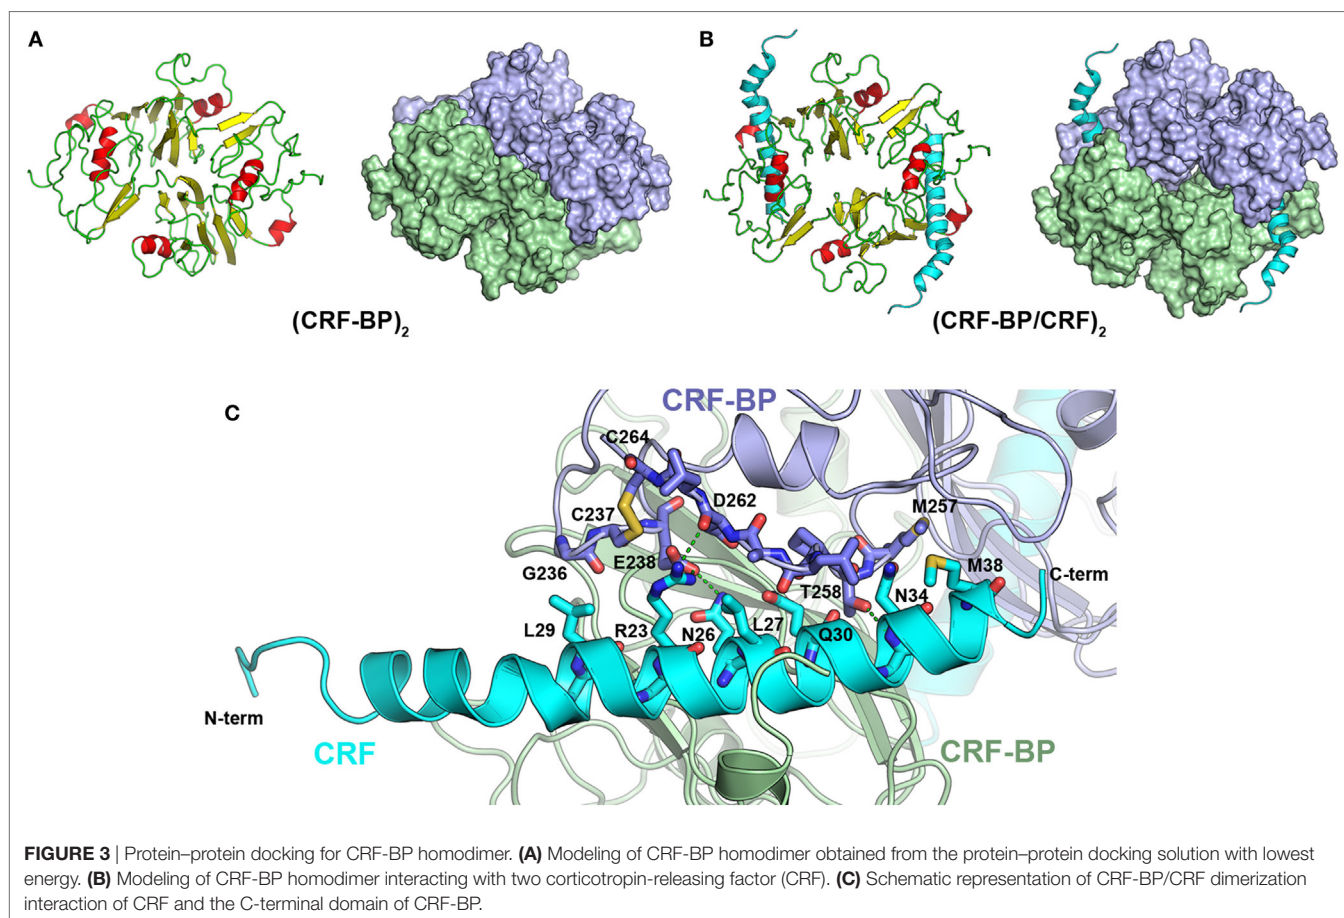 A
B
(CRF-BP)2
(CRF-BP/CRF)2
C
CRF-BP
C264
D262
C237
M257
E238
G236
M38
C-term
T258
N34
L29
R23
N26
L27
Q30
N-term
CRF
CRF-BP
FIGURE 3 | Protein–protein docking for CRF-BP homodimer. (A) Modeling of CRF-BP homodimer obtained from the protein–protein docking solution with lowest
energy. (B) Modeling of CRF-BP homodimer interacting with two corticotropin-releasing factor (CRF). (C) Schematic representation of CRF-BP/CRF dimerization
interaction of CRF and the C-terminal domain of CRF-BP.